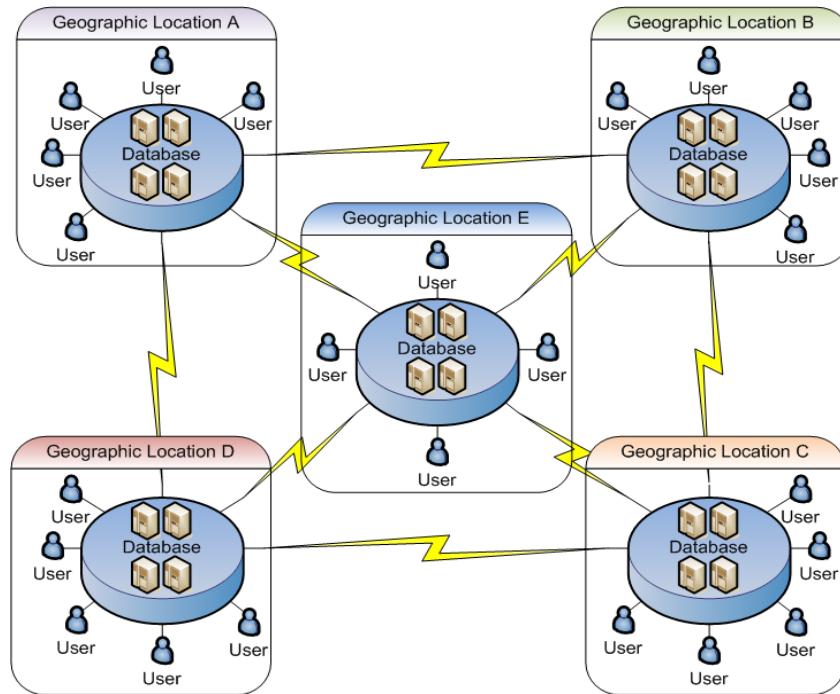 Geographic Location A
User
User
User
User
User
Database
Geographic Location B
User
User
User
User
User
Database
Geographic Location E
User
Database
User
User
User
Geographic Location D
User
Database
User
User
User
User
Geographic Location C
User
Database
User
User
User
User